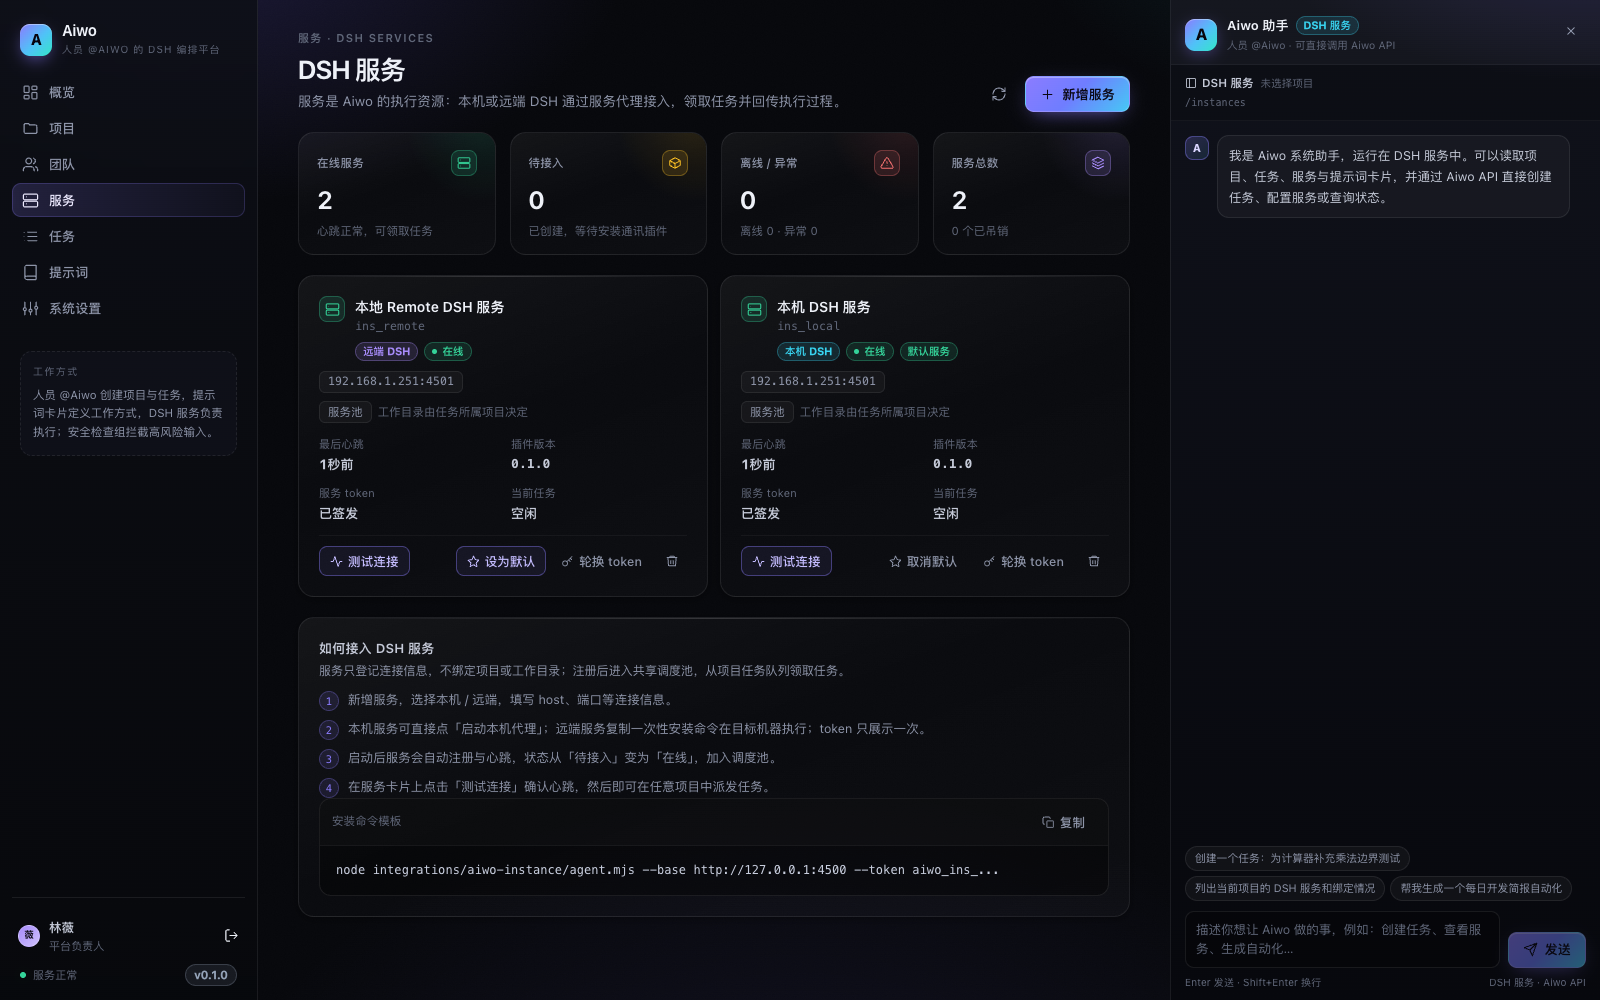 A
Aiwo
人员 @AIWO 的 DSH 编排平台
概览
项目
团队
服务
任务
提示词
系统设置
工作方式
人员 @Aiwo 创建项目与任务，提示
词卡片定义工作方式，DSH 服务负责
执行；安全检查组拦截高风险输入。
薇
林薇
平台负责人
服务正常
v0.1.0
服务 · DSH SERVICES
DSH 服务
服务是 Aiwo 的执行资源：本机或远端 DSH 通过服务代理接入，领取任务并回传执行过程。
新增服务
在线服务
2
心跳正常，可领取任务
待接入
0
已创建，等待安装通讯插件
离线 / 异常
0
离线 0 · 异常 0
服务总数
2
0 个已吊销
本地 Remote DSH 服务
ins_remote
远端 DSH
在线
192.168.1.251:4501
服务池 工作目录由任务所属项目决定
最后心跳
1秒前
插件版本
0.1.0
服务 token
已签发
当前任务
空闲
测试连接
设为默认
轮换 token
本机 DSH 服务
ins_local
本机 DSH
在线
默认服务
192.168.1.251:4501
服务池 工作目录由任务所属项目决定
最后心跳
1秒前
插件版本
0.1.0
服务 token
已签发
当前任务
空闲
测试连接
取消默认
轮换 token
如何接入 DSH 服务
服务只登记连接信息，不绑定项目或工作目录；注册后进入共享调度池，从项目任务队列领取任务。
1 新增服务，选择本机 / 远端，填写 host、端口等连接信息。
2 本机服务可直接点「启动本机代理」；远端服务复制一次性安装命令在目标机器执行；token 只展示一次。
3 启动后服务会自动注册与心跳，状态从「待接入」变为「在线」，加入调度池。
4 在服务卡片上点击「测试连接」确认心跳，然后即可在任意项目中派发任务。
安装命令模板
复制
node integrations/aiwo-instance/agent.mjs --base http://127.0.0.1:4500 --token aiwo_ins_...
A
Aiwo 助手
DSH 服务
人员 @Aiwo · 可直接调用 Aiwo API
DSH 服务 未选择项目
/instances
A
我是 Aiwo 系统助手，运行在 DSH 服务中。可以读取项
目、任务、服务与提示词卡片，并通过 Aiwo API 直接创建
任务、配置服务或查询状态。
创建一个任务：为计算器补充乘法边界测试
列出当前项目的 DSH 服务和绑定情况
帮我生成一个每日开发简报自动化
描述你想让 Aiwo 做的事，例如：创建任务、查看服
务、生成自动化...
发送
Enter 发送 · Shift+Enter 换行
DSH 服务 · Aiwo API